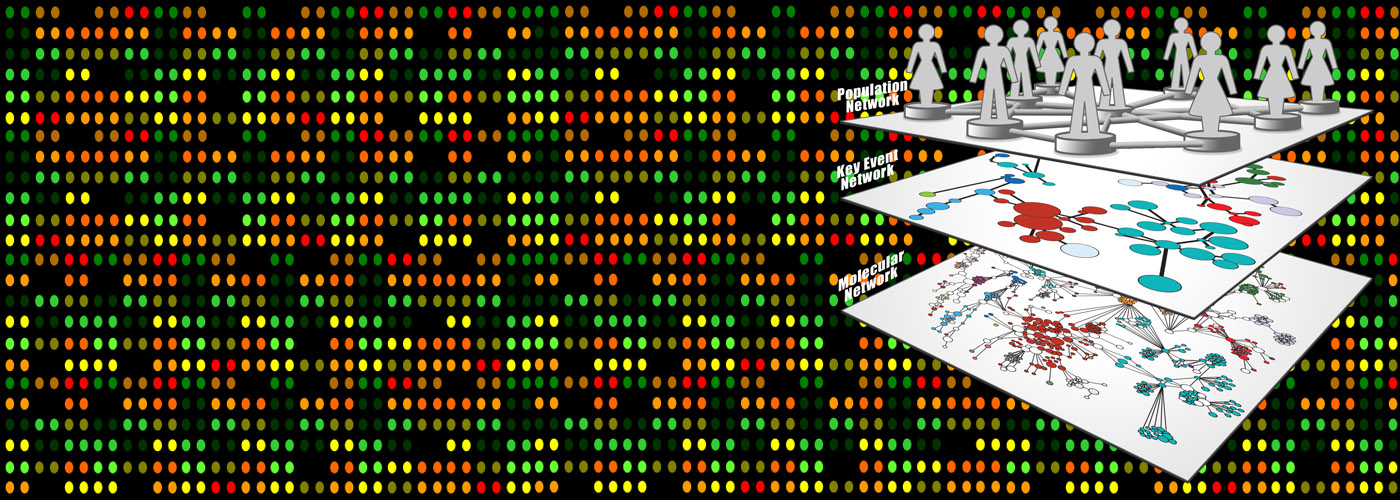 Population
Network
Key Event
Network
Molecular
Network